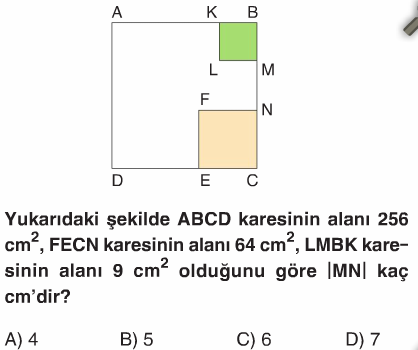 A K B
L M
F N
D E C
Yukarıdaki şekilde ABCD karesinin alanı 256
cm², FECN karesinin alanı 64 cm², LMBK kare-
sinin alanı 9 cm² olduğunu göre |MN| kaç
cm'dir?
A) 4 B) 5 C) 6 D) 7